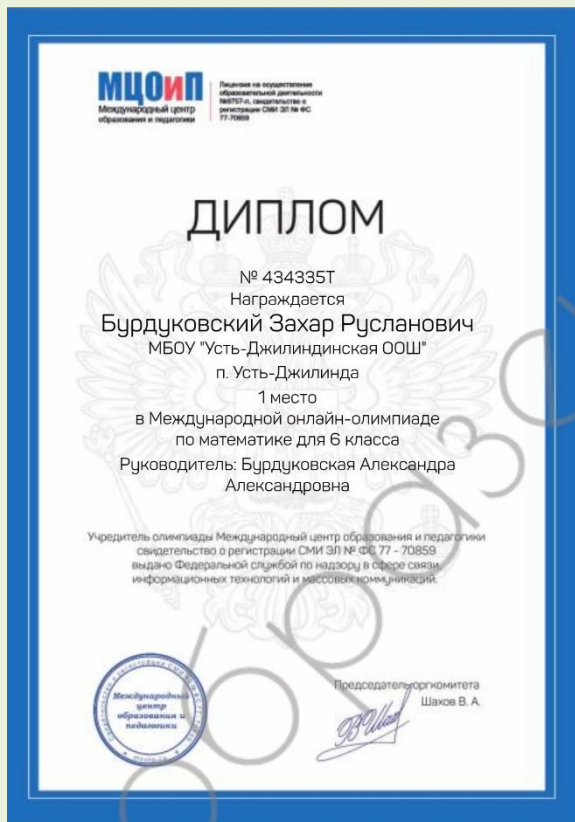 МЦОиП
Международный центр
образования и педагогики
Лицензия на осуществление
образовательной деятельности
№9757-л, свидетельство о
регистрации СМИ ЭЛ № ФС
77-70859
ДИПЛОМ
№ 434335Т
Награждается
Бурдуковский Захар Русланович
МБОУ "Усть-Джилиндинская ООШ"
п. Усть-Джилинда
1 место
в Международной онлайн-олимпиаде
по математике для 6 класса
Руководитель: Бурдуковская Александра
Александровна
Учредитель олимпиады Международный центр образования и педагогики
свидетельство о регистрации СМИ ЭЛ № ФС 77 - 70859
выдано Федеральной службой по надзору в сфере связи,
информационных технологий и массовых коммуникаций.
Международный
центр
образования и
педагогики
Председатель оргкомитета
Шахов В. А.